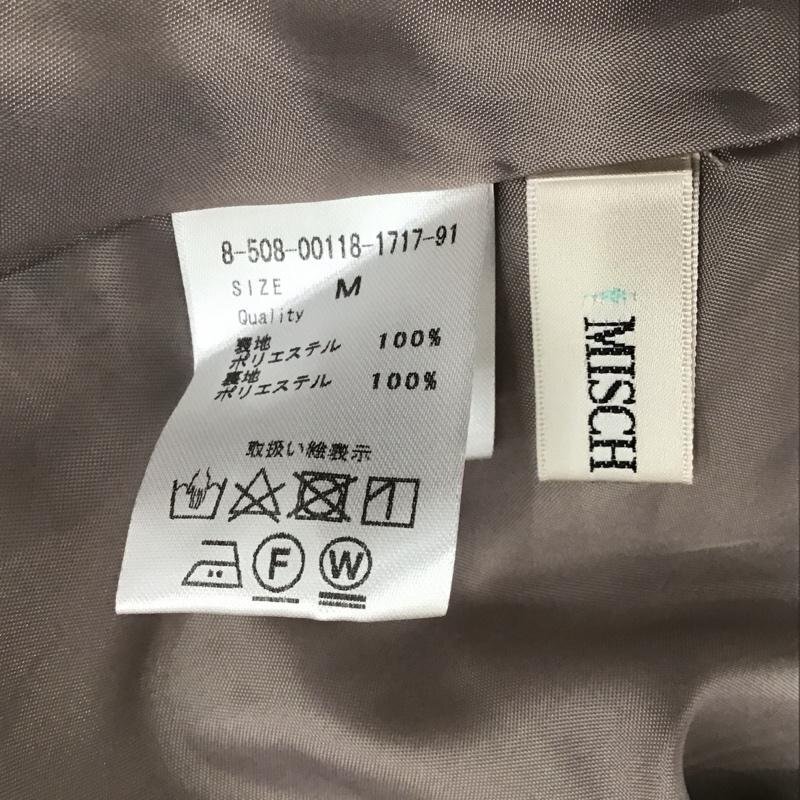 8-508-00118-1717-91
SIZE M
Quality
表地
ポリエステル 100%
裏地
ポリエステル 100%
取扱い絵表示
F
W
MISCH